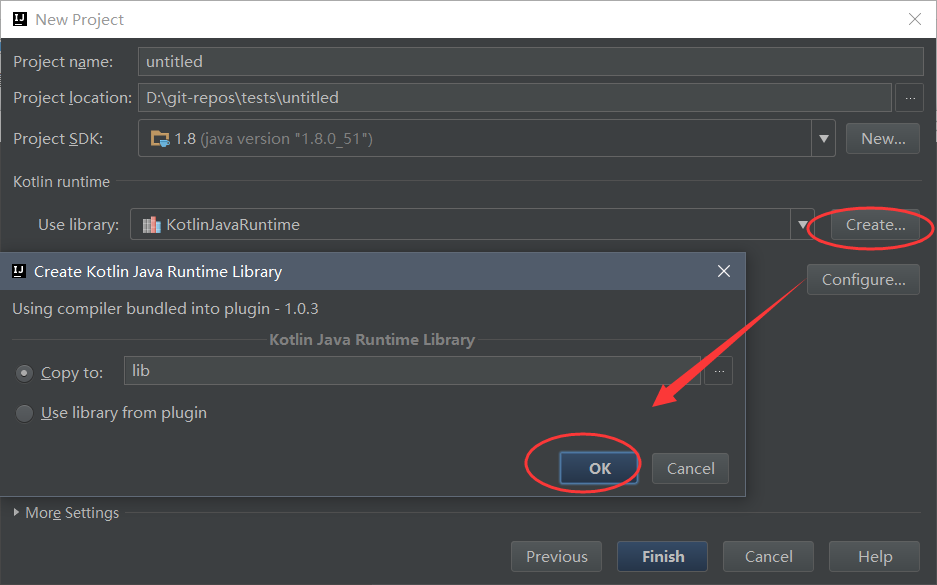 New Project
Project name: untitled
Project location: D:\git-repos\tests\untitled ...
Project SDK: 1.8 (java version "1.8.0_51") New...
Kotlin runtime
Use library: KotlinJavaRuntime Create...
Configure...
Create Kotlin Java Runtime Library
Using compiler bundled into plugin - 1.0.3
Kotlin Java Runtime Library
Copy to: lib ...
Use library from plugin
OK Cancel
More Settings
Previous Finish Cancel Help